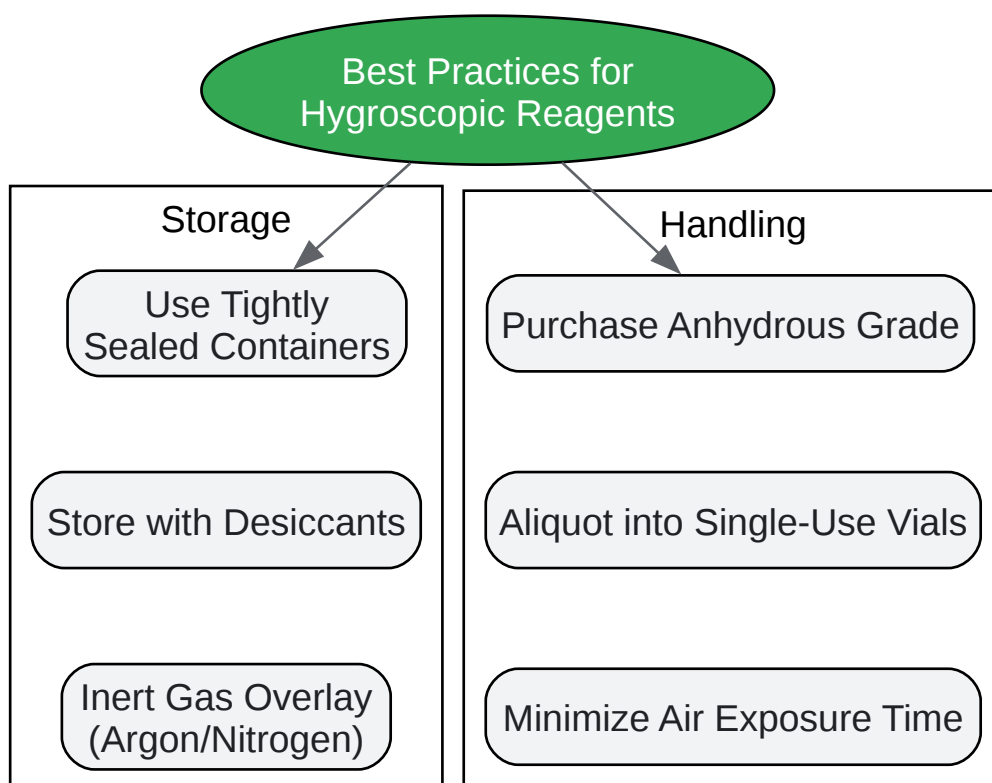 Best Practices for
Hygroscopic Reagents
Storage
Use Tightly
Sealed Containers
Store with Desiccants
Inert Gas Overlay
(Argon/Nitrogen)
Handling
Purchase Anhydrous Grade
Aliquot into Single-Use Vials
Minimize Air Exposure Time